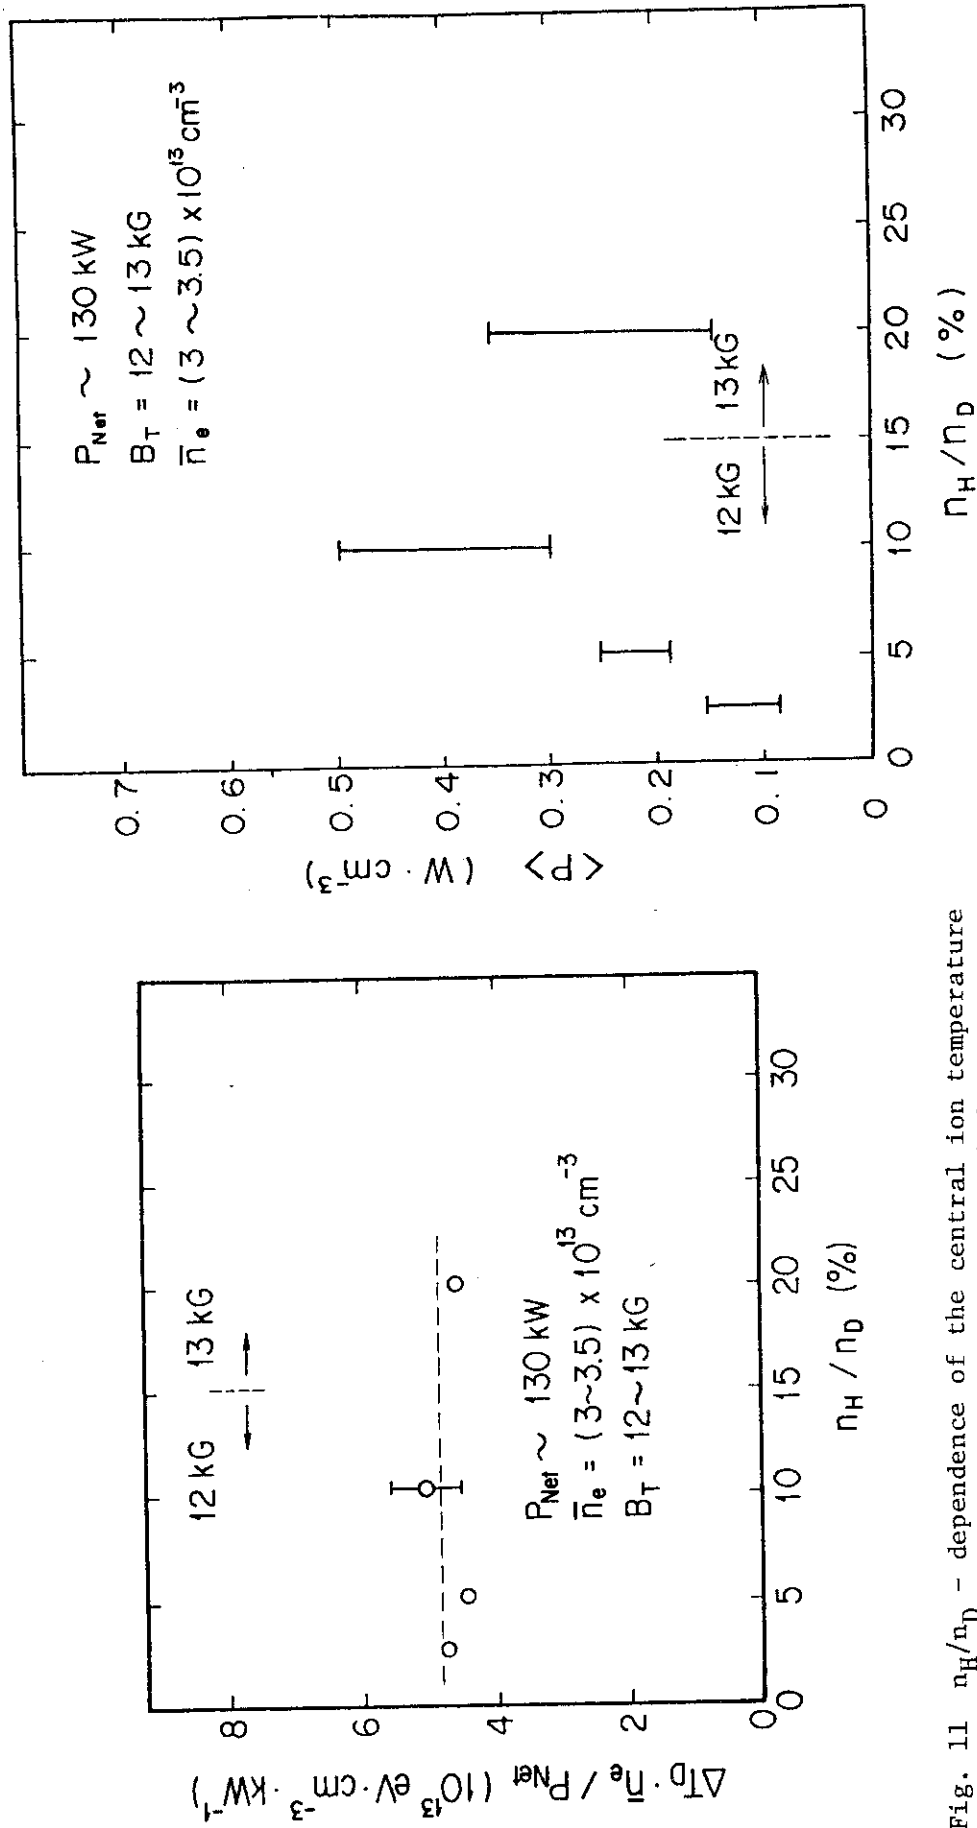 ΔT_D · n̄_e / P_Net (10^13 eV · cm^-3 · kW^-1)
8
6
4
2
0
12 kG 13 kG
P_Net ~ 130 kW
n̄_e = (3~3.5) x 10^13 cm^-3
B_T = 12~13 kG
0 5 10 15 20 25 30
n_H / n_D (%)
Fig. 11 n_H/n_D - dependence of the central ion temperature
<P> (W · cm^-3)
0.7
0.6
0.5
0.4
0.3
0.2
0.1
0
P_Net ~ 130 kW
B_T = 12 ~ 13 kG
n̄_e = (3 ~ 3.5) x 10^13 cm^-3
12 kG 13 kG
0 5 10 15 20 25 30
n_H / n_D (%)